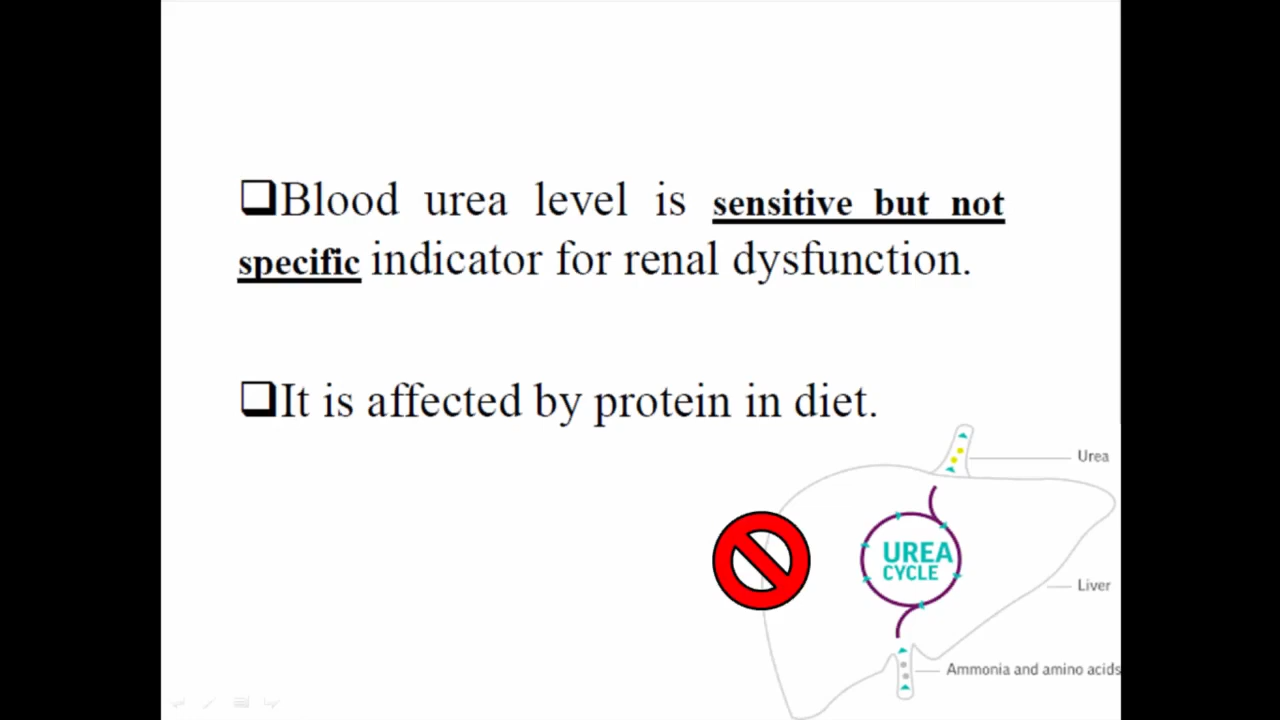 ❑Blood urea level is sensitive but not
specific indicator for renal dysfunction.
❑It is affected by protein in diet.
Urea
UREA
CYCLE
Liver
Ammonia and amino acids